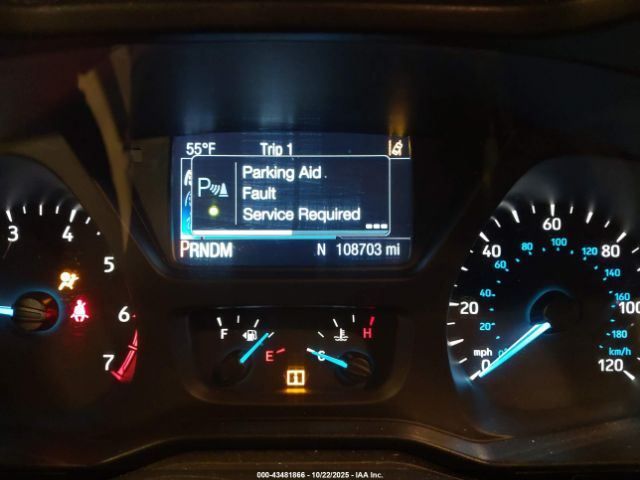 55°F Trip 1
Parking Aid
P
Fault
Service Required
PRNDM N 108703 mi
3 4 5 6 7
F E C H
0 20 40 60 80 100 120
20 40 60 80 100 120 160 180
mph km/h
000-43481866 - 10/22/2025 - IAA Inc.